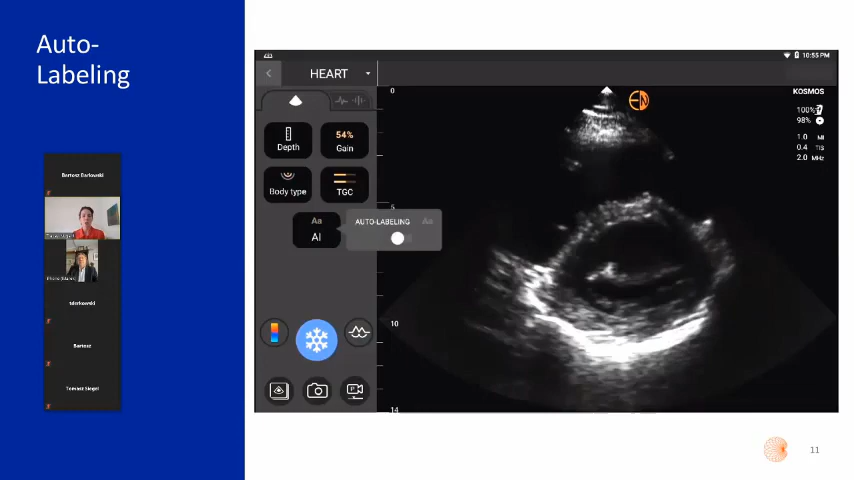 Auto-
Labeling
Bartosz Borkowski
tderkowski
Bartosz
Tomasz Siegel
10:55 PM
HEART
Depth
54%
Gain
Body type
TGC
Aa
AI
AUTO-LABELING Aa
0
5
10
14
KOSMOS
100%
98%
1.0 MI
0.4 TIS
2.0 MHz
11